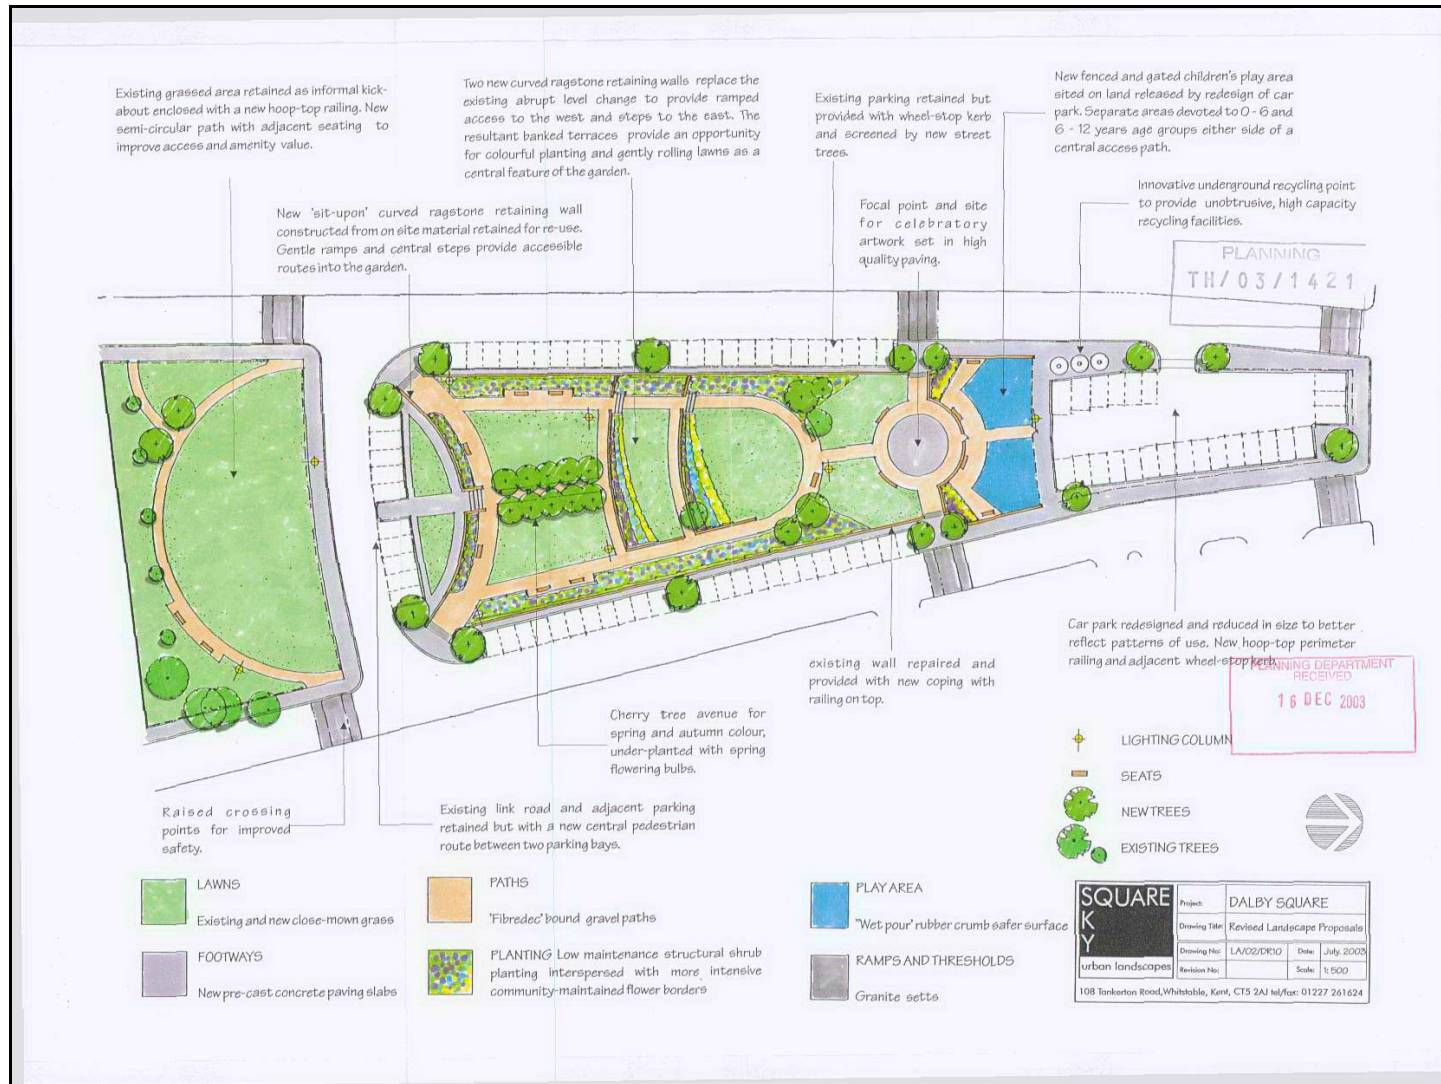 Existing grassed area retained as informal kick-
about enclosed with a new hoop-top railing. New
semi-circular path with adjacent seating to
improve access and amenity value.
Two new curved ragstone retaining walls replace the
existing abrupt level change to provide ramped
access to the west and steps to the east. The
resultant banked terraces provide an opportunity
for colourful planting and gently rolling lawns as a
central feature of the garden.
Existing parking retained but
provided with wheel-stop kerb
and screened by new street
trees.
New fenced and gated children's play area
sited on land released by redesign of car
park. Separate areas devoted to 0 - 6 and
6 - 12 years age groups either side of a
central access path.
New 'sit-upon' curved ragstone retaining wall
constructed from on site material retained for re-use.
Gentle ramps and central steps provide accessible
routes into the garden.
Focal point and site
for celebratory
artwork set in high
quality paving.
Innovative underground recycling point
to provide unobtrusive, high capacity
recycling facilities.
PLANNING
TH/03/1421
Car park redesigned and reduced in size to better
reflect patterns of use. New hoop-top perimeter
railing and adjacent wheel-stop kerb.
PLANNING DEPARTMENT
RECEIVED
16 DEC 2003
existing wall repaired and
provided with new coping with
railing on top.
Cherry tree avenue for
spring and autumn colour,
under-planted with spring
flowering bulbs.
Raised crossing
points for improved
safety.
Existing link road and adjacent parking
retained but with a new central pedestrian
route between two parking bays.
LIGHTING COLUMN
SEATS
NEW TREES
EXISTING TREES
LAWNS
Existing and new close-mown grass
FOOTWAYS
New pre-cast concrete paving slabs
PATHS
'Fibredec' bound gravel paths
PLANTING Low maintenance structural shrub
planting interspersed with more intensive
community-maintained flower borders
PLAY AREA
"Wet pour' rubber crumb safer surface
RAMPS AND THRESHOLDS
Granite setts
SQUARE
K
Y
urban landscapes
Project: DALBY SQUARE
Drawing Title: Revised Landscape Proposals
Drawing No: LA/02/DR10 Date: July. 2003
Revision No: Scale: 1: 500
108 Tankerton Road, Whitstable, Kent, CT5 2AJ tel/fax: 01227 261624